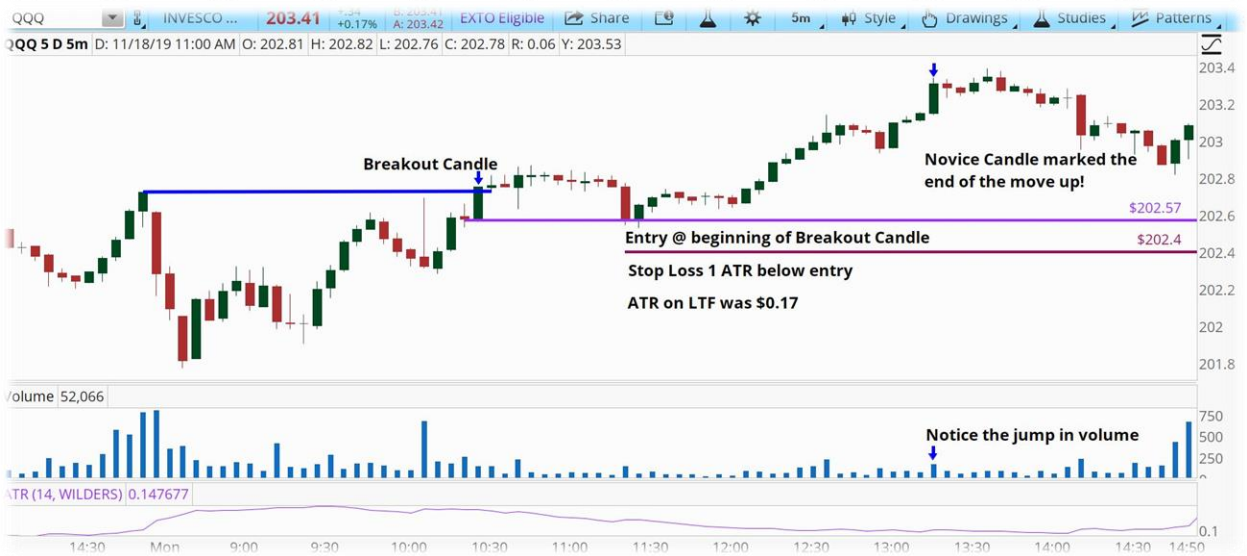 QQQ INVESCO ... 203.41 +0.17% B: 203.41 A: 203.42 EXTO Eligible Share 5m Style Drawings Studies Patterns
QQQ 5 D 5m D: 11/18/19 11:00 AM O: 202.81 H: 202.82 L: 202.76 C: 202.78 R: 0.06 Y: 203.53
203.4
203.2
Breakout Candle
203
Novice Candle marked the
end of the move up!
202.8
$202.57
202.6
Entry @ beginning of Breakout Candle
$202.4
202.4
Stop Loss 1 ATR below entry
202.2
ATR on LTF was $0.17
202
201.8
Volume 52,066
750
Notice the jump in volume
500
250
ATR (14, WILDERS) 0.147677
0.1
14:30 Mon 9:00 9:30 10:00 10:30 11:00 11:30 12:00 12:30 13:00 13:30 14:00 14:30 14:50